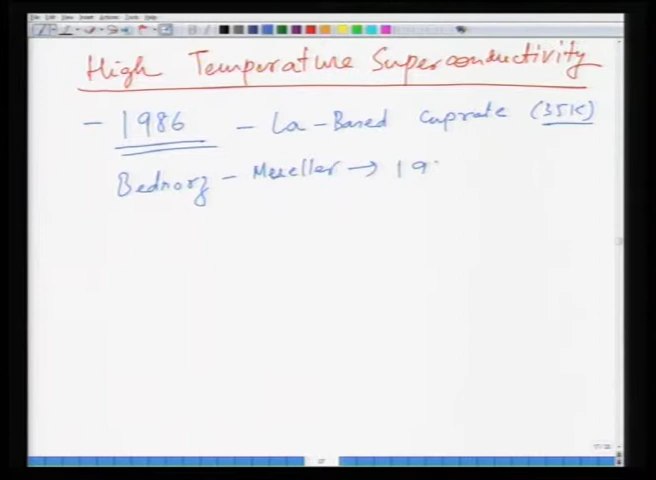 High Temperature Superconductivity
- 1986 - La-Based Cuprate (35K)
Bednorz - Mueller → 19